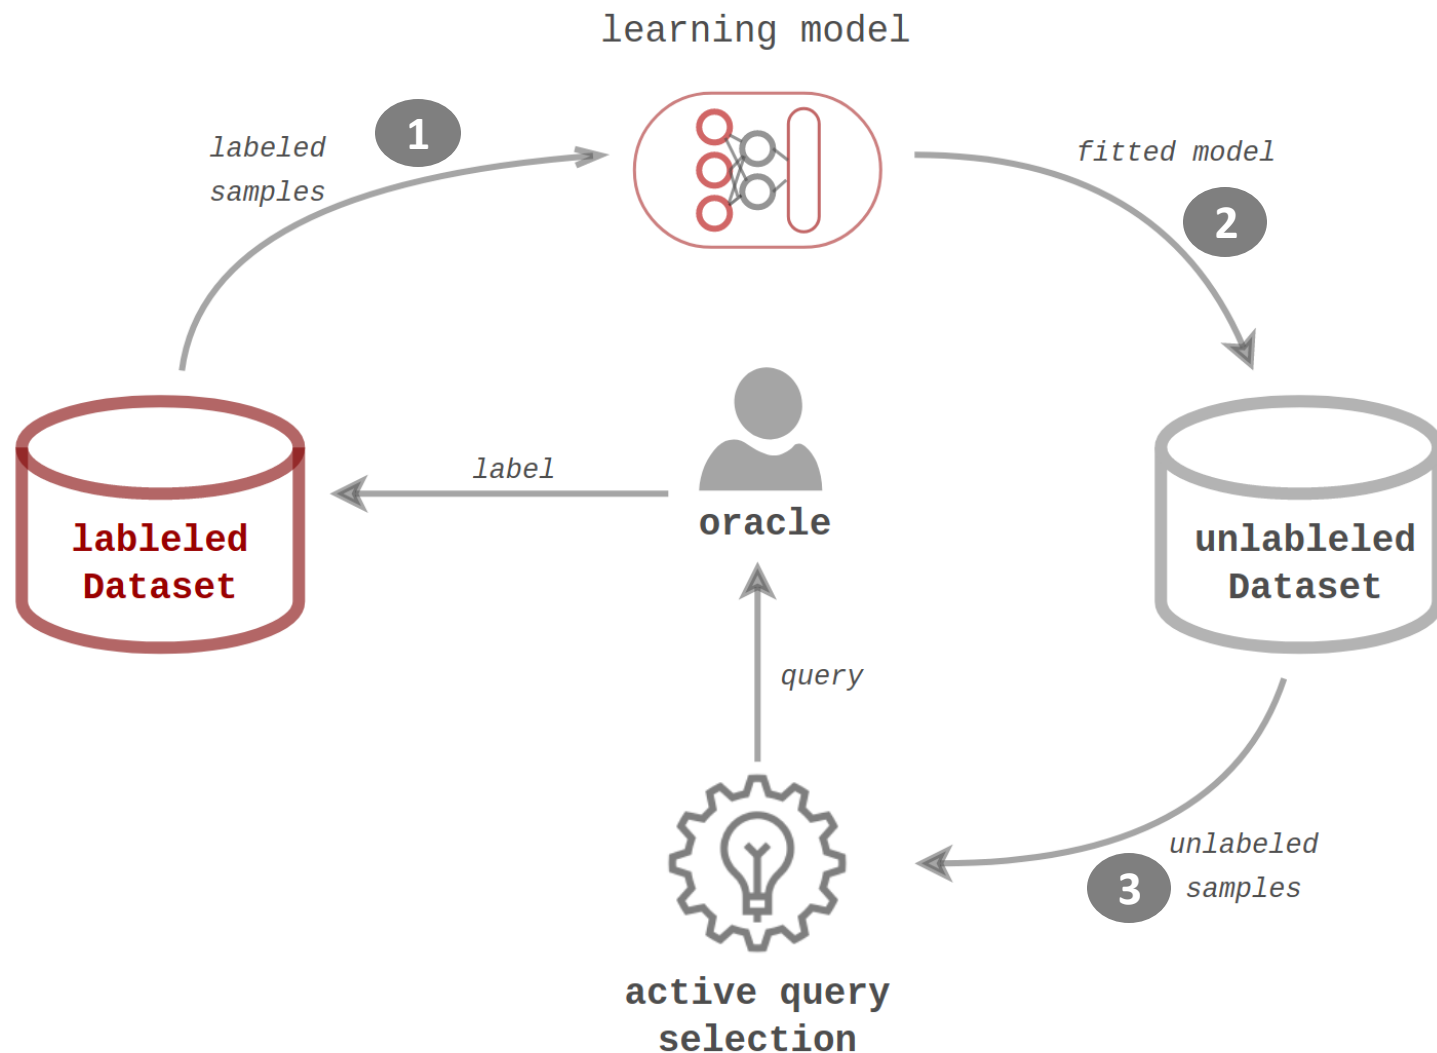 learning model
1
labeled
samples
fitted model
2
label
oracle
lableled
Dataset
unlableled
Dataset
query
unlabeled
samples
3
active query
selection